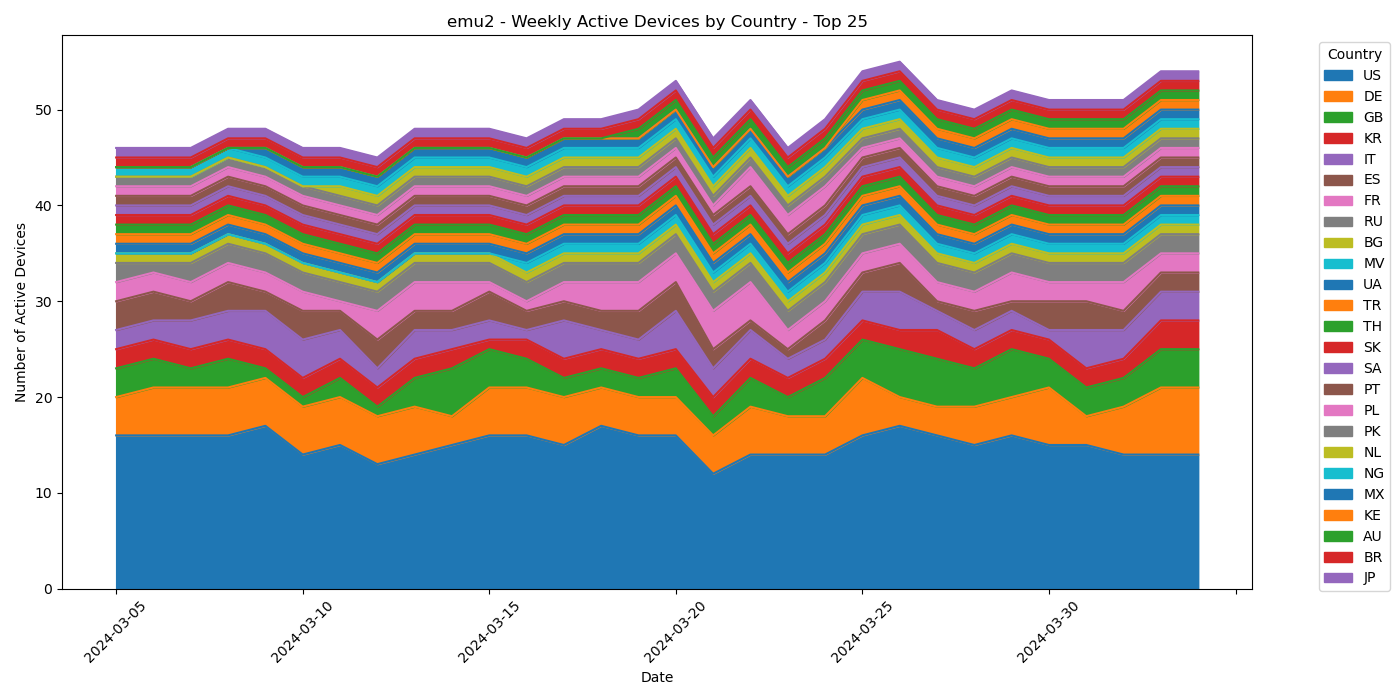 emu2 - Weekly Active Devices by Country - Top 25
Number of Active Devices
50
40
30
20
10
0
2024-03-05
2024-03-10
2024-03-15
2024-03-20
2024-03-25
2024-03-30
Date
Country
US
DE
GB
KR
IT
ES
FR
RU
BG
MV
UA
TR
TH
SK
SA
PT
PL
PK
NL
NG
MX
KE
AU
BR
JP